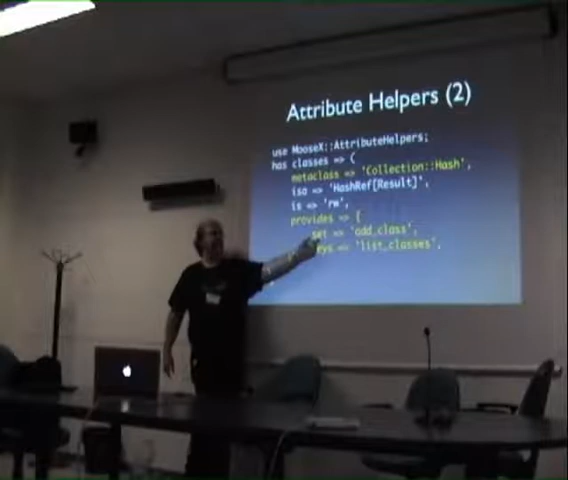 Attribute Helpers (2)
use MooseX::AttributeHelpers;
has classes => (
metaclass => 'Collection::Hash',
isa => 'HashRef[Result]',
is => 'rw',
provides => {
set => 'add_class',
keys => 'list_classes',